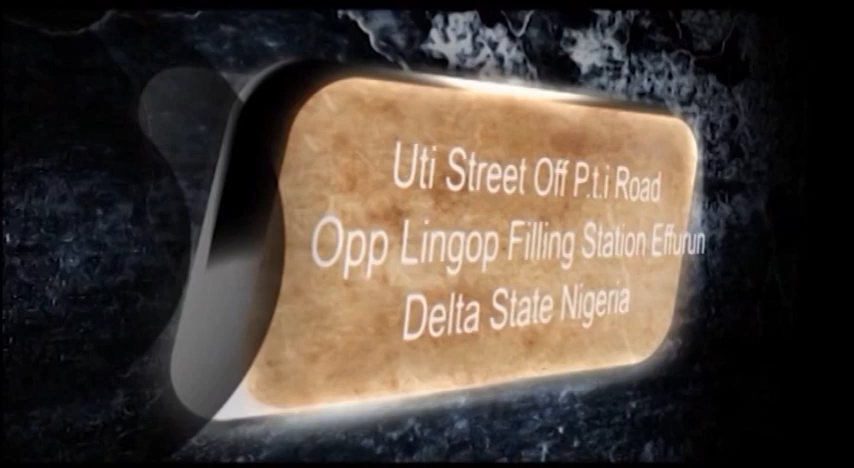 Uti Street Off P.t.i Road
Opp Lingop Filling Station Effurun
Delta State Nigeria